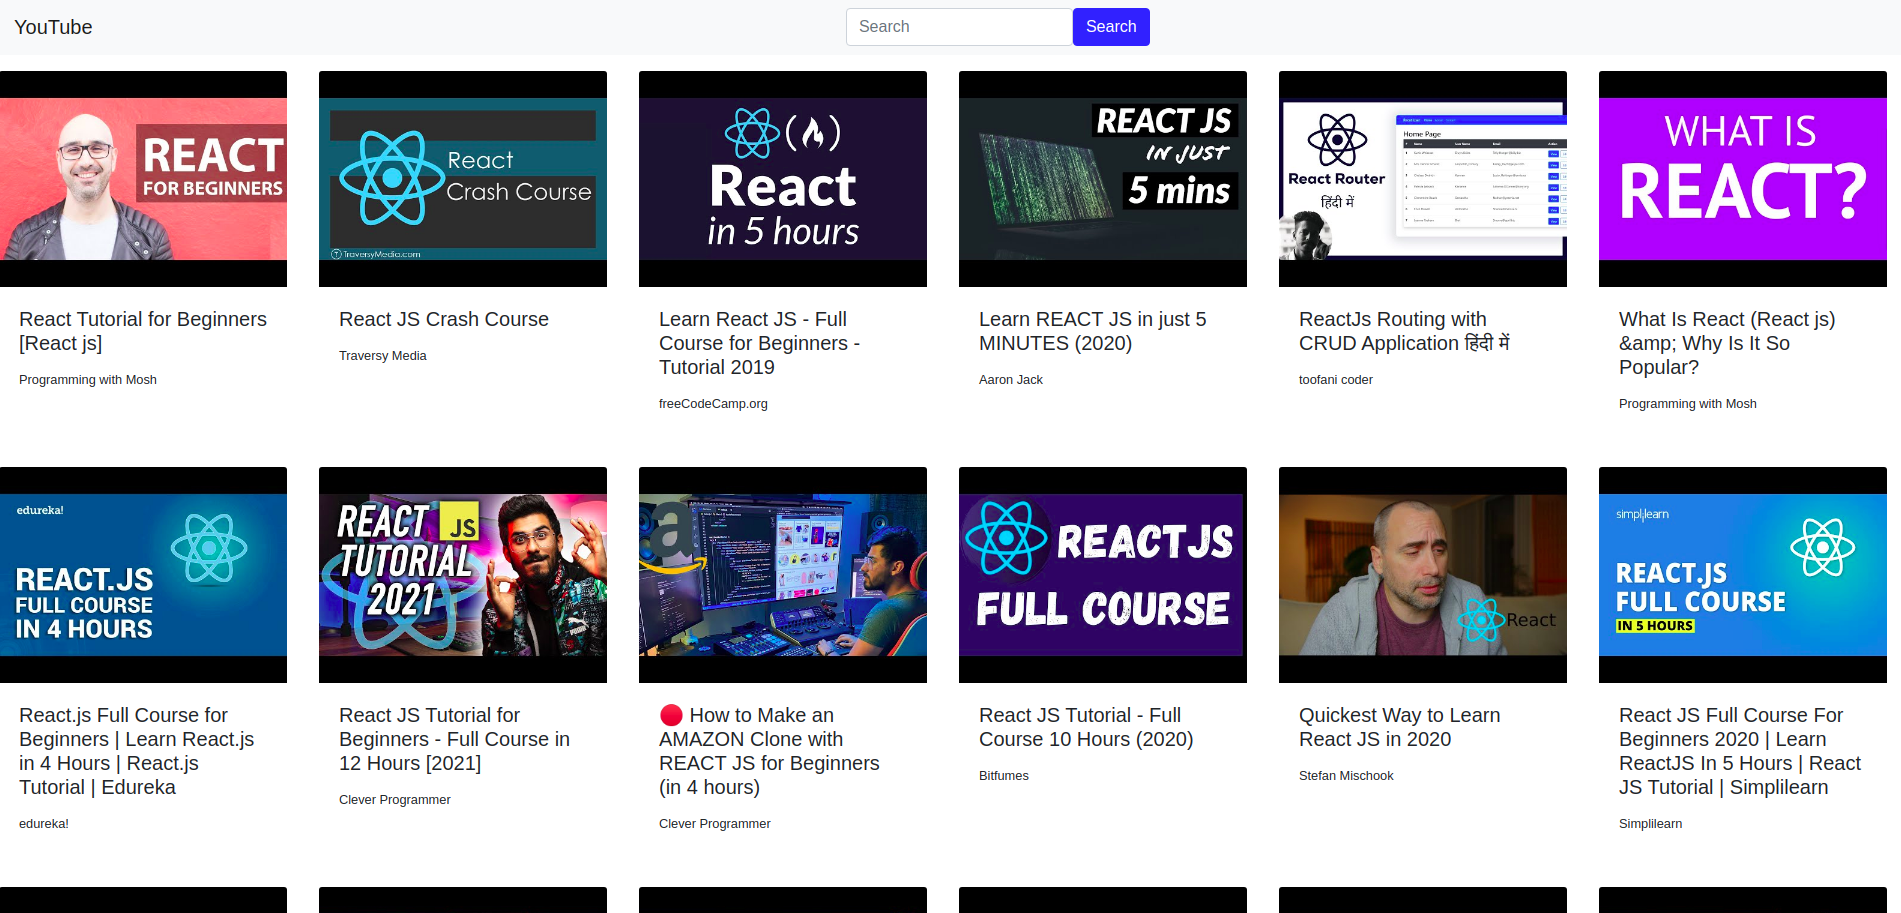 YouTube
Search
Search
REACT
FOR BEGINNERS
React
Crash Course
TraversyMedia.com
React
in 5 hours
REACT JS
IN JUST
5 mins
React Router
हिंदी में
Home Page
WHAT IS
REACT?
React Tutorial for Beginners
[React js]
Programming with Mosh
React JS Crash Course
Traversy Media
Learn React JS - Full
Course for Beginners -
Tutorial 2019
freeCodeCamp.org
Learn REACT JS in just 5
MINUTES (2020)
Aaron Jack
ReactJs Routing with
CRUD Application हिंदी में
toofani coder
What Is React (React js)
&amp; Why Is It So
Popular?
Programming with Mosh
edureka!
REACT.JS
FULL COURSE
IN 4 HOURS
REACT JS
TUTORIAL
2021
a
REACTJS
FULL COURSE
React
simplilearn
REACT.JS
FULL COURSE
IN 5 HOURS
React.js Full Course for
Beginners | Learn React.js
in 4 Hours | React.js
Tutorial | Edureka
edureka!
React JS Tutorial for
Beginners - Full Course in
12 Hours [2021]
Clever Programmer
🔴 How to Make an
AMAZON Clone with
REACT JS for Beginners
(in 4 hours)
Clever Programmer
React JS Tutorial - Full
Course 10 Hours (2020)
Bitfumes
Quickest Way to Learn
React JS in 2020
Stefan Mischook
React JS Full Course For
Beginners 2020 | Learn
ReactJS In 5 Hours | React
JS Tutorial | Simplilearn
Simplilearn